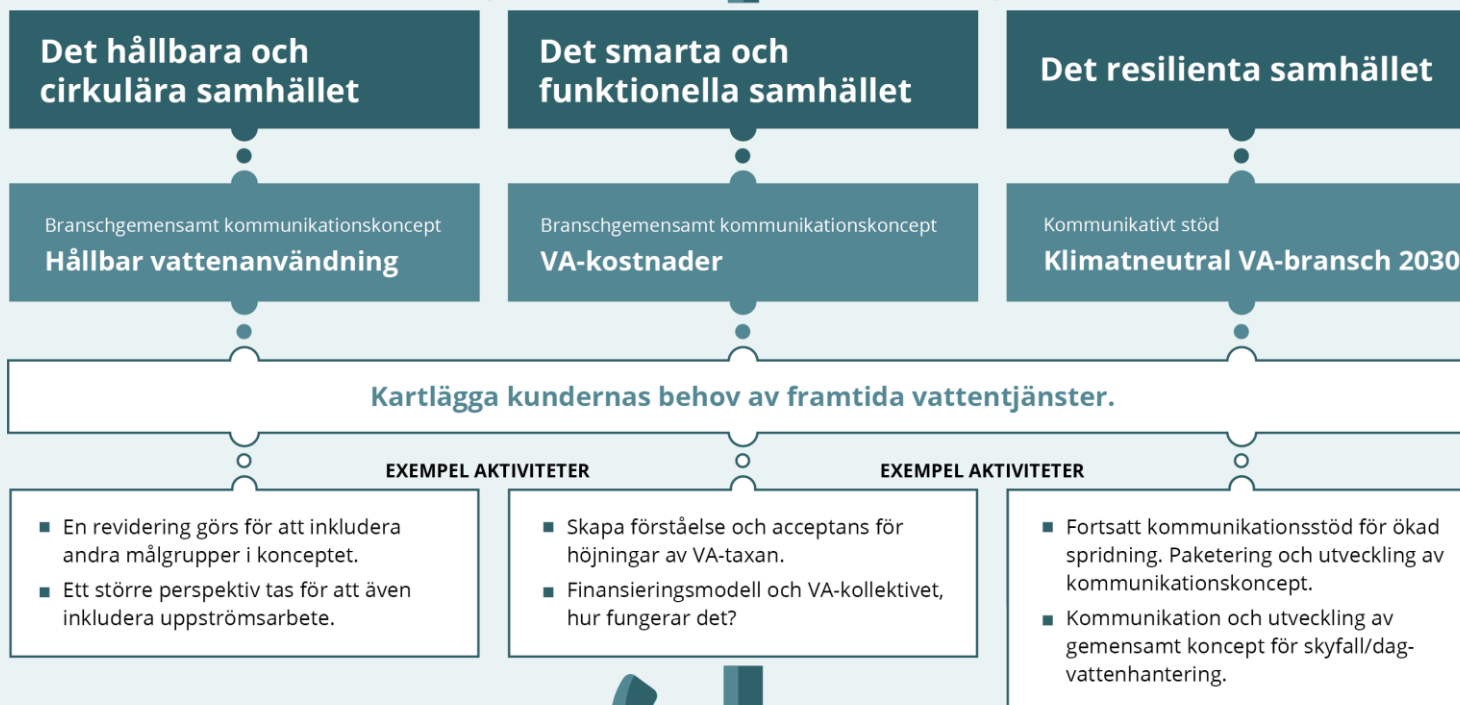 Det hållbara och
cirkulära samhället
Det smarta och
funktionella samhället
Det resilienta samhället
Branschgemensamt kommunikationskoncept
Hållbar vattenanvändning
Branschgemensamt kommunikationskoncept
VA-kostnader
Kommunikativt stöd
Klimatneutral VA-bransch 2030
Kartlägga kundernas behov av framtida vattentjänster.
EXEMPEL AKTIVITETER
EXEMPEL AKTIVITETER
En revidering görs för att inkludera
andra målgrupper i konceptet.
Ett större perspektiv tas för att även
inkludera uppströmsarbete.
Skapa förståelse och acceptans för
höjningar av VA-taxan.
Finansieringsmodell och VA-kollektivet,
hur fungerar det?
Fortsatt kommunikationsstöd för ökad
spridning. Paketering och utveckling av
kommunikationskoncept.
Kommunikation och utveckling av
gemensamt koncept för skyfall/dag-
vattenhantering.